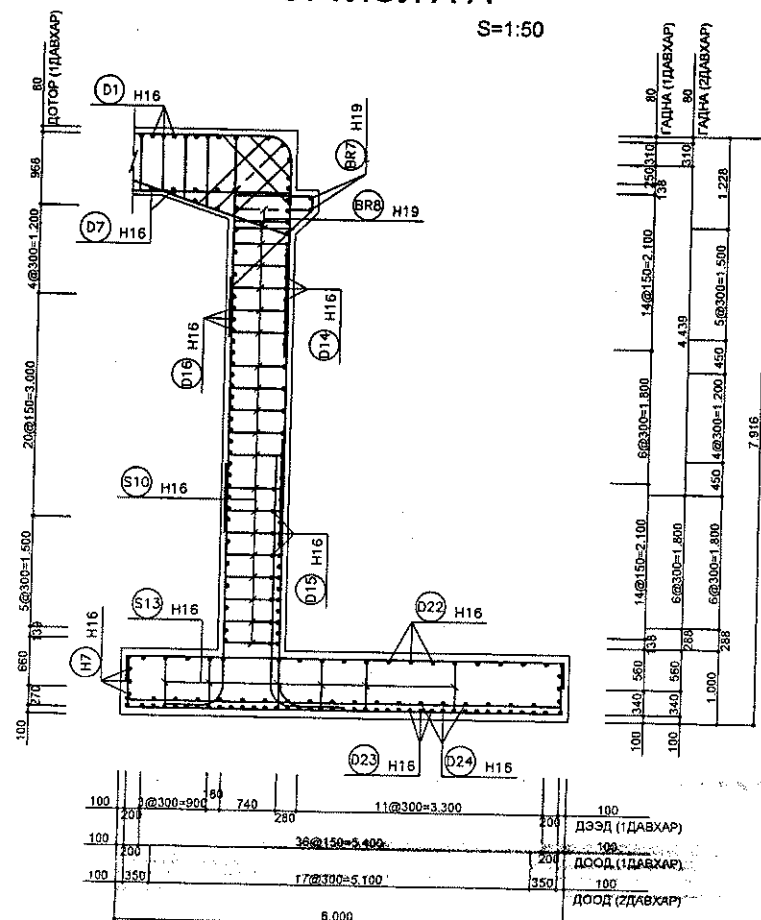 S=1:50
80
ДОТОР (1ДАВХАР)
968
4@300=1.200
20@150=3.000
5@300=1.500
139
660
270
100
D1 H16
BR7 H19
BR8 H19
D7 H16
D16 H16
D14 H16
S10 H16
D15 H16
S13 H16
H7 H16
D22 H16
D23 H16
D24 H16
80
ГАДНА (1ДАВХАР)
80
ГАДНА (2ДАВХАР)
310
250
138
14@150=2.100
6@300=1.800
14@150=2.100
138
560
340
100
310
4.439
6@300=1.800
288
560
340
100
1.228
5@300=1.500
450
4@300=1.200
450
6@300=1.800
288
1.000
7.916
100 200 3@300=900 180 740 280 11@300=3.300 200 100
ДЭЭД (1ДАВХАР)
100 200 36@150=5.400 200 100
ДООД (1ДАВХАР)
100 350 17@300=5.100 350 100
ДООД (2ДАВХАР)
6.000